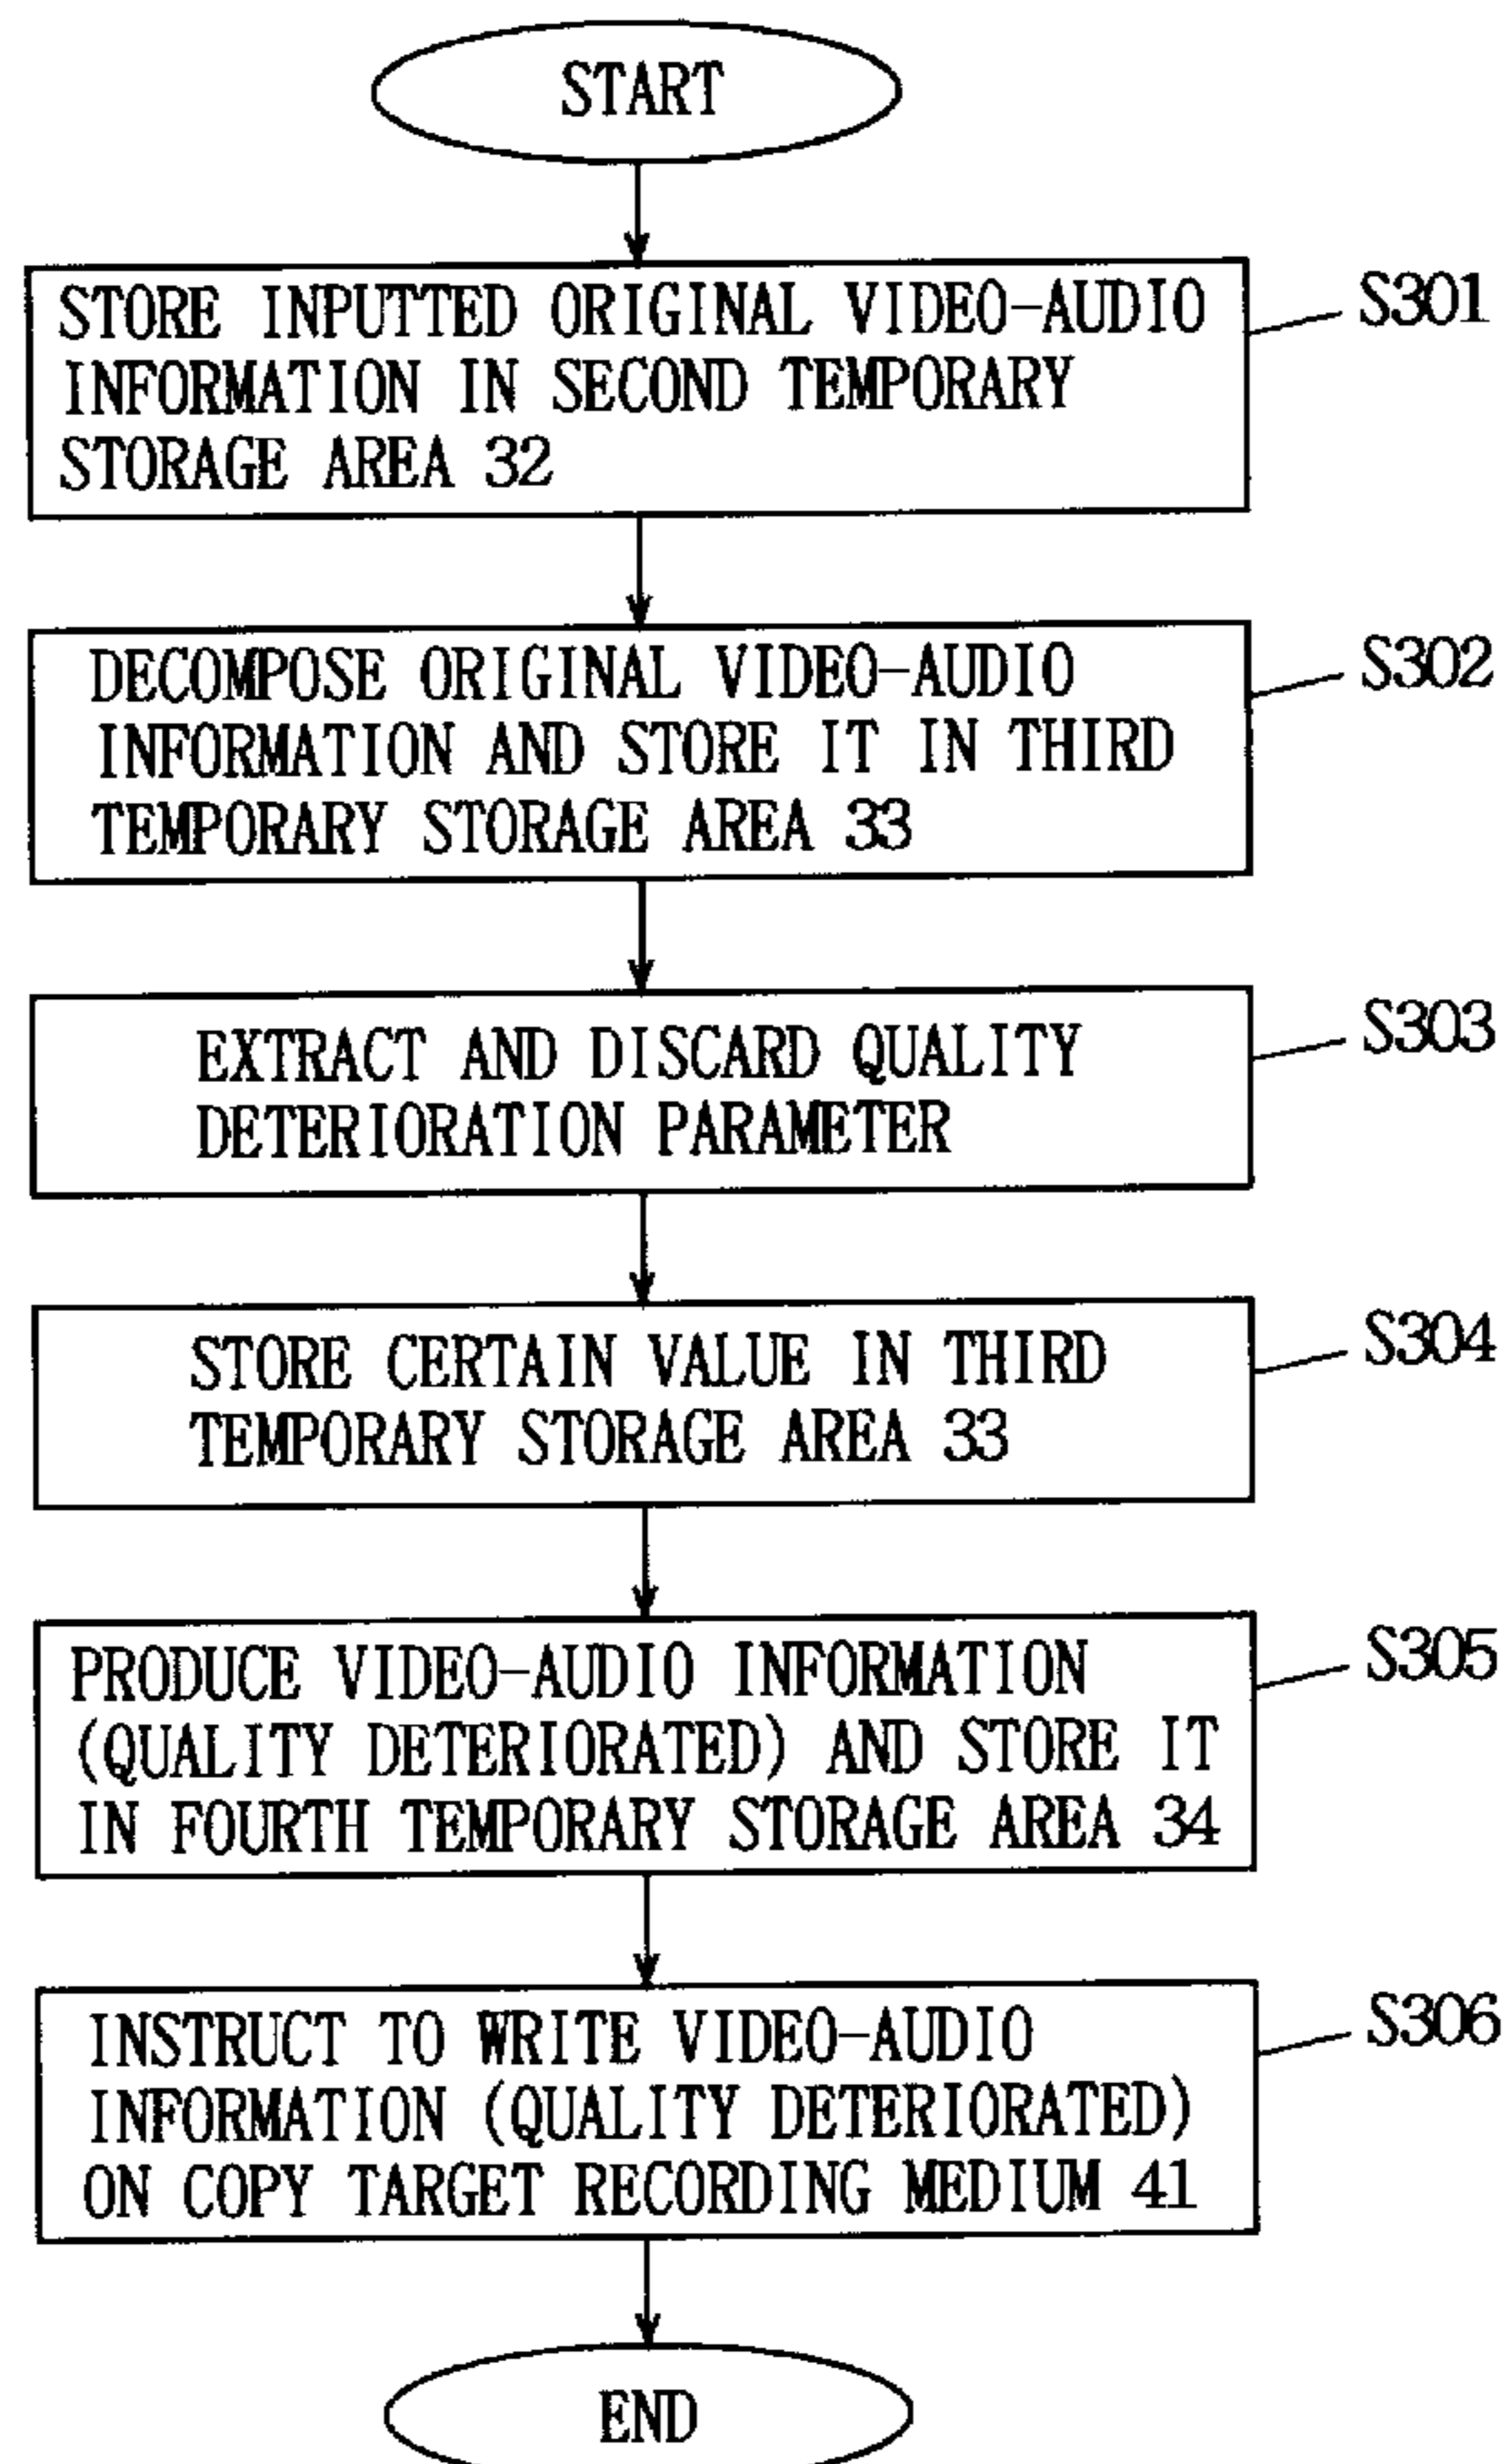 START
STORE INPUTTED ORIGINAL VIDEO-AUDIO
INFORMATION IN SECOND TEMPORARY
STORAGE AREA 32
S301
DECOMPOSE ORIGINAL VIDEO-AUDIO
INFORMATION AND STORE IT IN THIRD
TEMPORARY STORAGE AREA 33
S302
EXTRACT AND DISCARD QUALITY
DETERIORATION PARAMETER
S303
STORE CERTAIN VALUE IN THIRD
TEMPORARY STORAGE AREA 33
S304
PRODUCE VIDEO-AUDIO INFORMATION
(QUALITY DETERIORATED) AND STORE IT
IN FOURTH TEMPORARY STORAGE AREA 34
S305
INSTRUCT TO WRITE VIDEO-AUDIO
INFORMATION (QUALITY DETERIORATED)
ON COPY TARGET RECORDING MEDIUM 41
S306
END